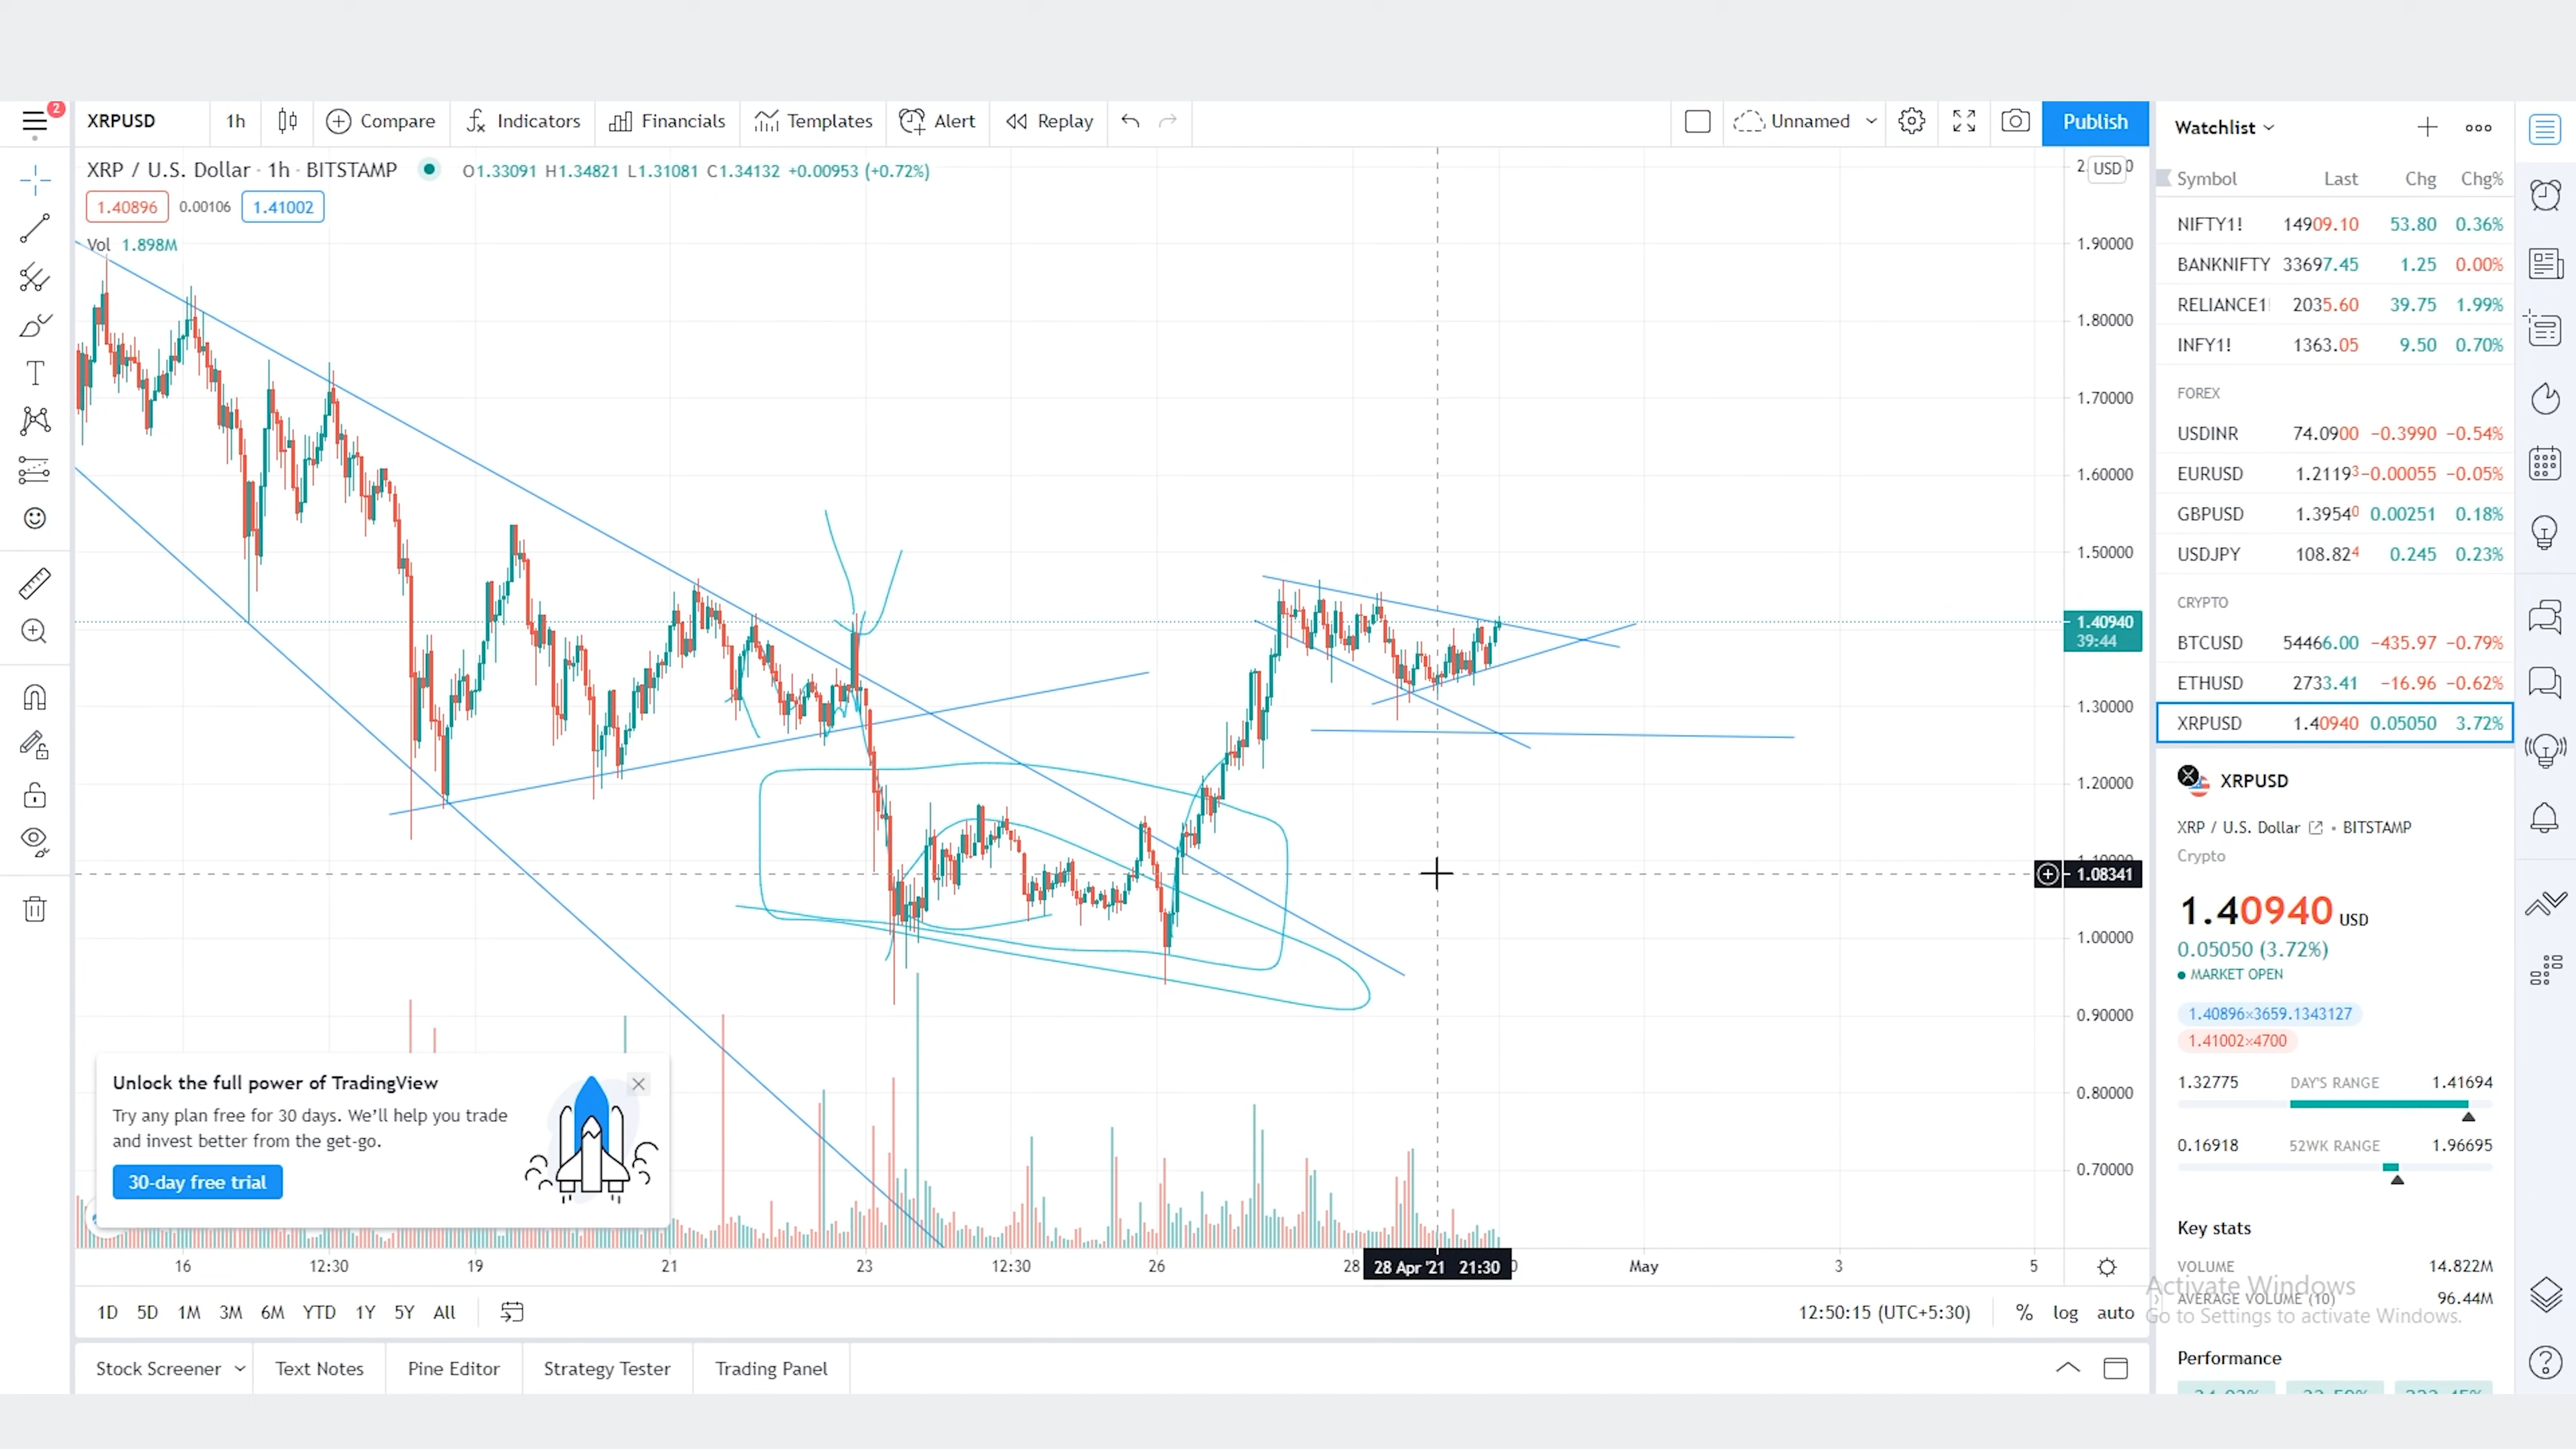 2
XRPUSD 1h Compare Indicators Financials Templates Alert Replay Unnamed Publish
XRP / U.S. Dollar · 1h · BITSTAMP O1.33091 H1.34821 L1.31081 C1.34132 +0.00953 (+0.72%)
1.40896 0.00106 1.41002
Vol 1.898M
USD
1.90000
1.80000
1.70000
1.60000
1.50000
1.40940
39:44
1.30000
1.20000
1.08341
1.00000
0.90000
0.80000
0.70000
Unlock the full power of TradingView
Try any plan free for 30 days. We'll help you trade
and invest better from the get-go.
30-day free trial
16 12:30 19 21 23 12:30 26 28 28 Apr '21 21:30 May 3 5
1D 5D 1M 3M 6M YTD 1Y 5Y All 12:50:15 (UTC+5:30) % log auto
Stock Screener Text Notes Pine Editor Strategy Tester Trading Panel
Watchlist
Symbol Last Chg Chg%
NIFTY1! 14909.10 53.80 0.36%
BANKNIFTY 33697.45 1.25 0.00%
RELIANCE1! 2035.60 39.75 1.99%
INFY1! 1363.05 9.50 0.70%
FOREX
USDINR 74.0900 −0.3990 −0.54%
EURUSD 1.21193 −0.00055 −0.05%
GBPUSD 1.39540 0.00251 0.18%
USDJPY 108.824 0.245 0.23%
CRYPTO
BTCUSD 54466.00 −435.97 −0.79%
ETHUSD 2733.41 −16.96 −0.62%
XRPUSD 1.40940 0.05050 3.72%
XRPUSD
XRP / U.S. Dollar • BITSTAMP
Crypto
1.40940 USD
0.05050 (3.72%)
MARKET OPEN
1.40896×3659.1343127
1.41002×4700
1.32775 DAY'S RANGE 1.41694
0.16918 52WK RANGE 1.96695
Key stats
VOLUME 14.822M
Activate Windows
AVERAGE VOLUME (10) 96.44M
Go to Settings to activate Windows.
Performance